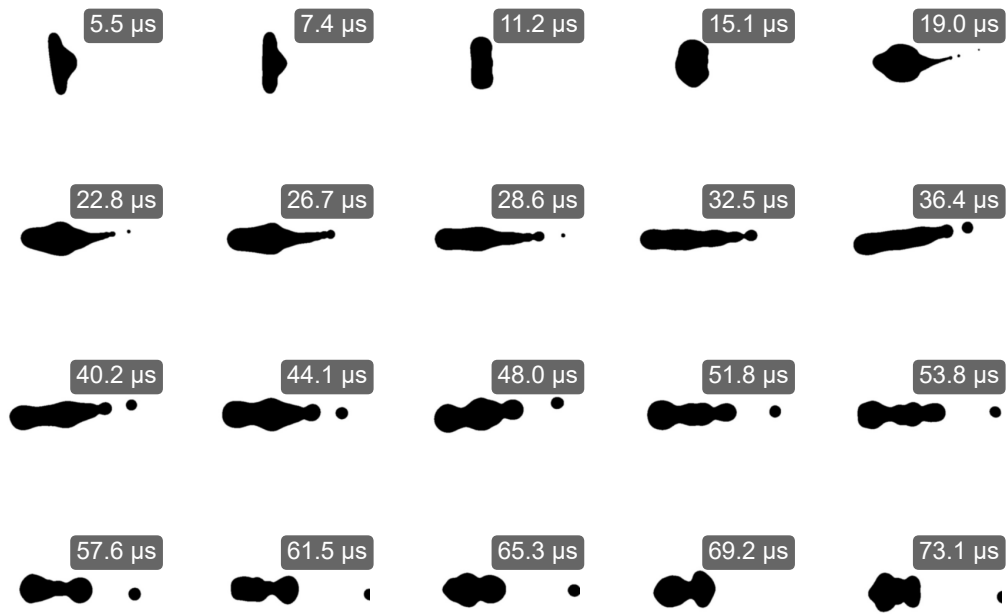 5.5 µs
7.4 µs
11.2 µs
15.1 µs
19.0 µs
22.8 µs
26.7 µs
28.6 µs
32.5 µs
36.4 µs
40.2 µs
44.1 µs
48.0 µs
51.8 µs
53.8 µs
57.6 µs
61.5 µs
65.3 µs
69.2 µs
73.1 µs